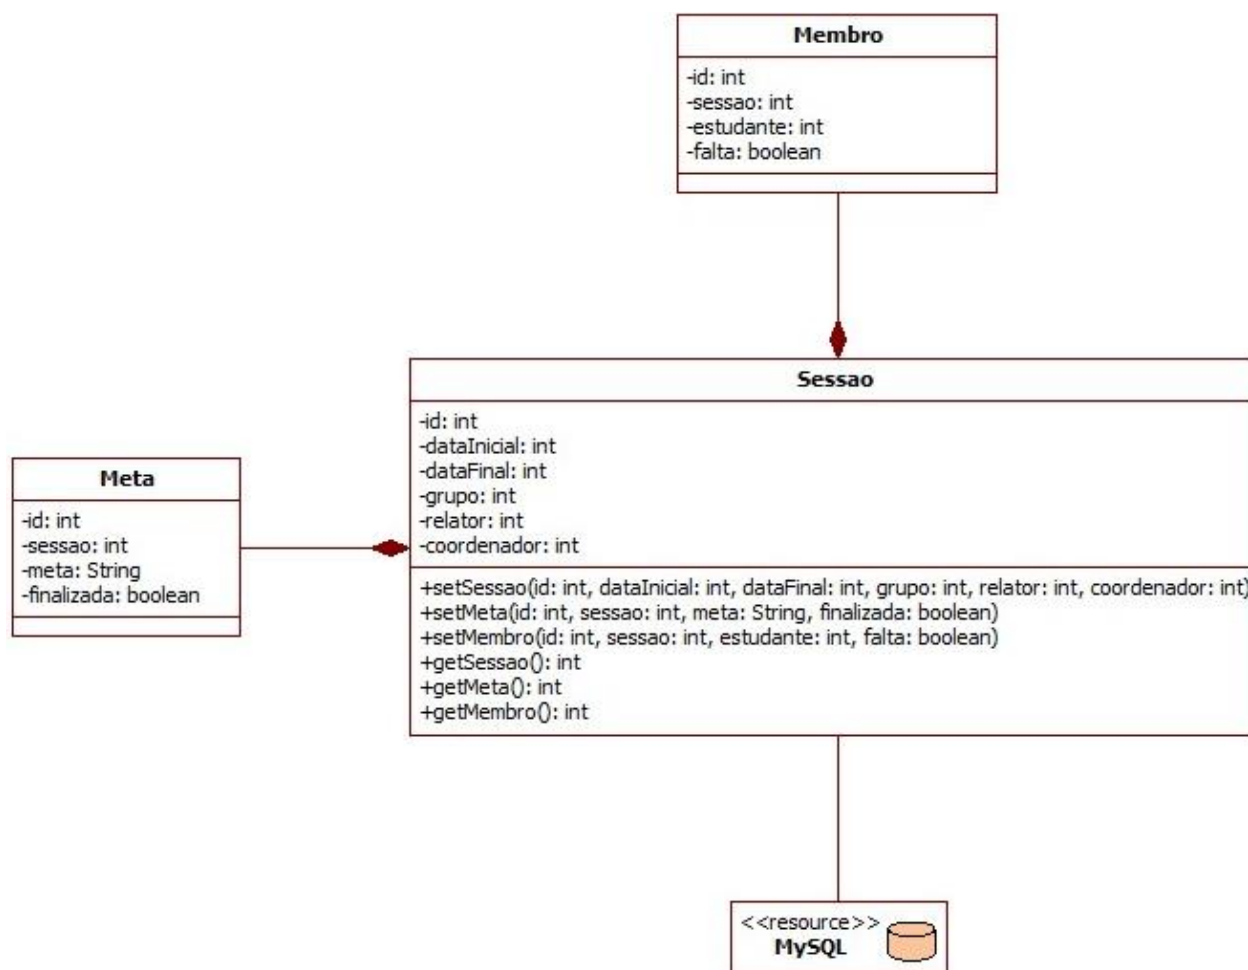 Membro
-id: int
-sessao: int
-estudante: int
-falta: boolean
Sessao
-id: int
-dataInicial: int
-dataFinal: int
-grupo: int
-relator: int
-coordenador: int
+setSessao(id: int, dataInicial: int, dataFinal: int, grupo: int, relator: int, coordenador: int)
+setMeta(id: int, sessao: int, meta: String, finalizada: boolean)
+setMembro(id: int, sessao: int, estudante: int, falta: boolean)
+getSessao(): int
+getMeta(): int
+getMembro(): int
Meta
-id: int
-sessao: int
-meta: String
-finalizada: boolean
<<resource>>
MySQL